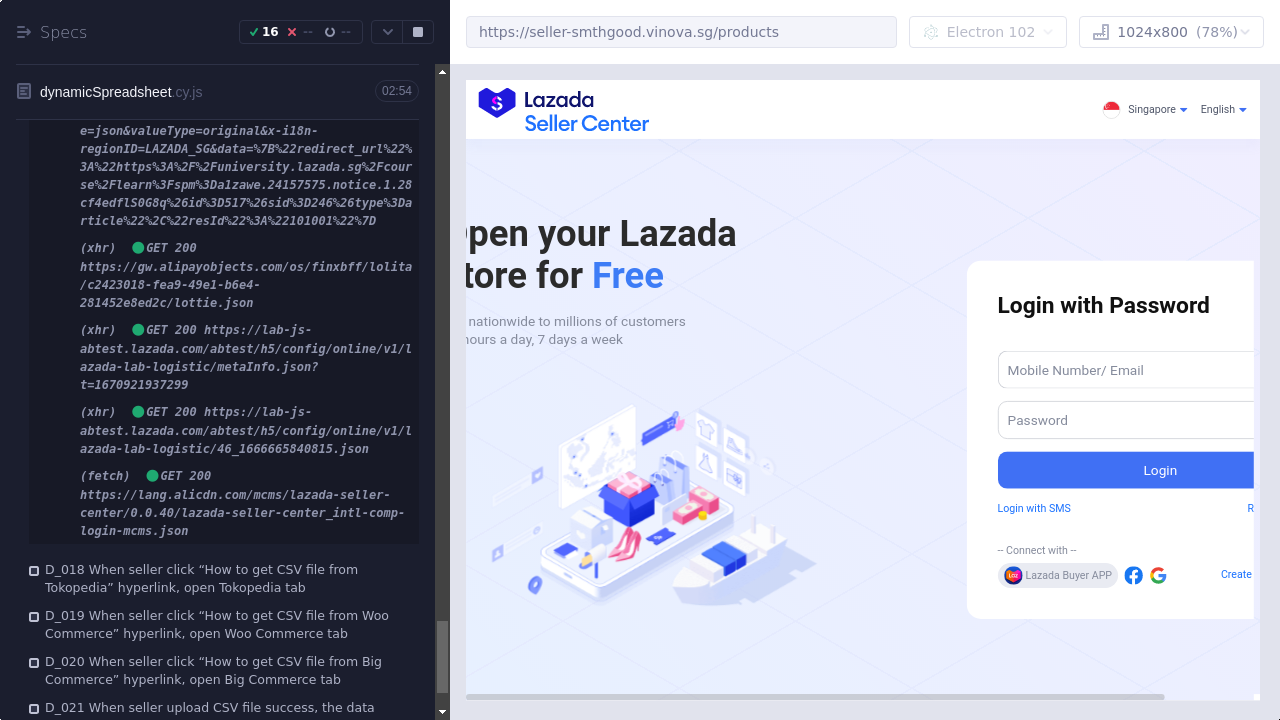 Specs
16
--
--
dynamicSpreadsheet.cy.js
02:54
e=json&valueType=original&x-i18n-
regionID=LAZADA_SG&data=%7B%22redirect_url%22%
3A%22https%3A%2F%2Funiversity.lazada.sg%2Fcour
se%2Flearn%3Fspm%3Da1zawe.24157575.notice.1.28
cf4edflS0G8q%26id%3D517%26sid%3D246%26type%3Da
rticle%22%2C%22resId%22%3A%22101001%22%7D
(xhr) GET 200
https://gw.alipayobjects.com/os/finxbff/lolita
/c2423018-fea9-49e1-b6e4-
281452e8ed2c/lottie.json
(xhr) GET 200 https://lab-js-
abtest.lazada.com/abtest/h5/config/online/v1/l
azada-lab-logistic/metaInfo.json?
t=1670921937299
(xhr) GET 200 https://lab-js-
abtest.lazada.com/abtest/h5/config/online/v1/l
azada-lab-logistic/46_1666665840815.json
(fetch) GET 200
https://lang.alicdn.com/mcms/lazada-seller-
center/0.0.40/lazada-seller-center_intl-comp-
login-mcms.json
D_018 When seller click “How to get CSV file from
Tokopedia” hyperlink, open Tokopedia tab
D_019 When seller click “How to get CSV file from Woo
Commerce” hyperlink, open Woo Commerce tab
D_020 When seller click “How to get CSV file from Big
Commerce” hyperlink, open Big Commerce tab
D_021 When seller upload CSV file success, the data
https://seller-smthgood.vinova.sg/products
Electron 102
1024x800 (78%)
Lazada
Seller Center
Singapore
English
Open your Lazada
tore for Free
nationwide to millions of customers
hours a day, 7 days a week
Login with Password
Mobile Number/ Email
Password
Login
Login with SMS
R
-- Connect with --
Lazada Buyer APP
Create